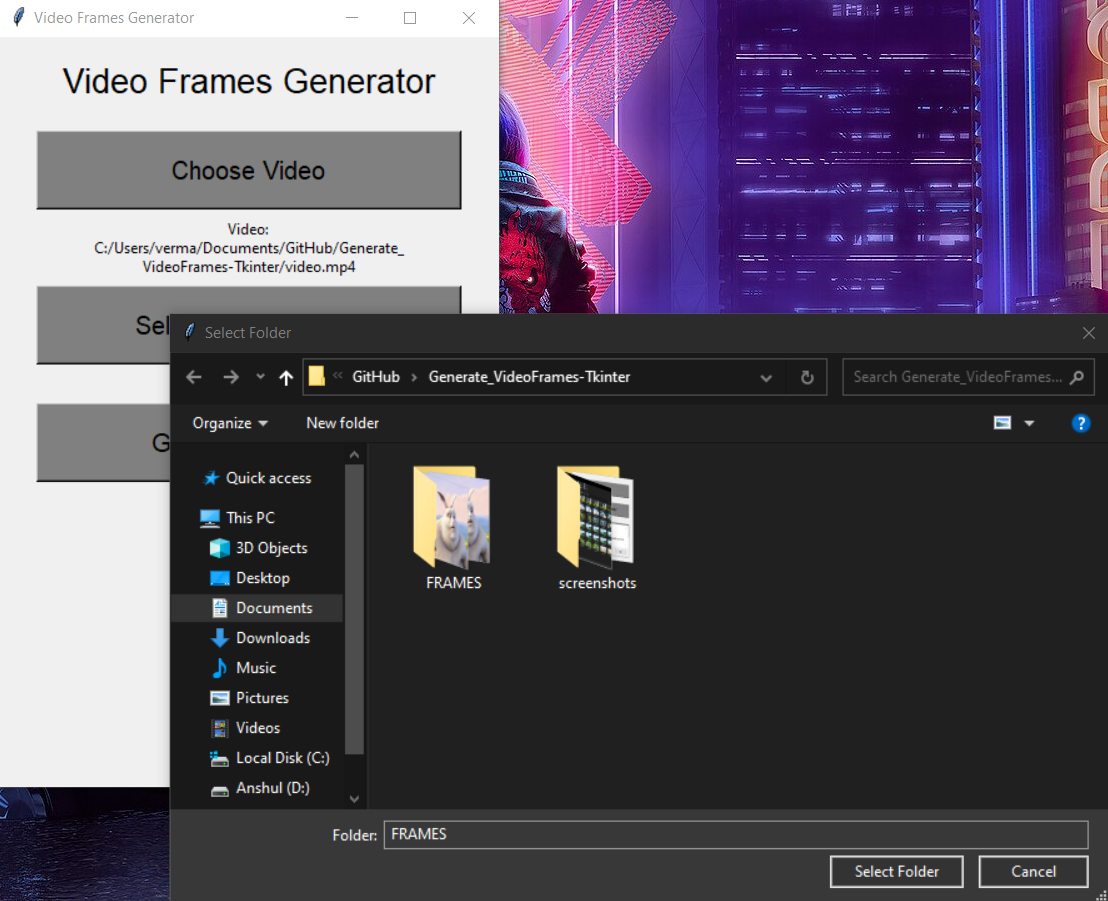 Video Frames Generator
Video Frames Generator
Choose Video
Video:
C:/Users/verma/Documents/GitHub/Generate_
VideoFrames-Tkinter/video.mp4
Sel
G
Select Folder
« GitHub › Generate_VideoFrames-Tkinter
Search Generate_VideoFrames...
Organize
New folder
?
Quick access
This PC
3D Objects
Desktop
Documents
Downloads
Music
Pictures
Videos
Local Disk (C:)
Anshul (D:)
FRAMES
screenshots
Folder: FRAMES
Select Folder
Cancel